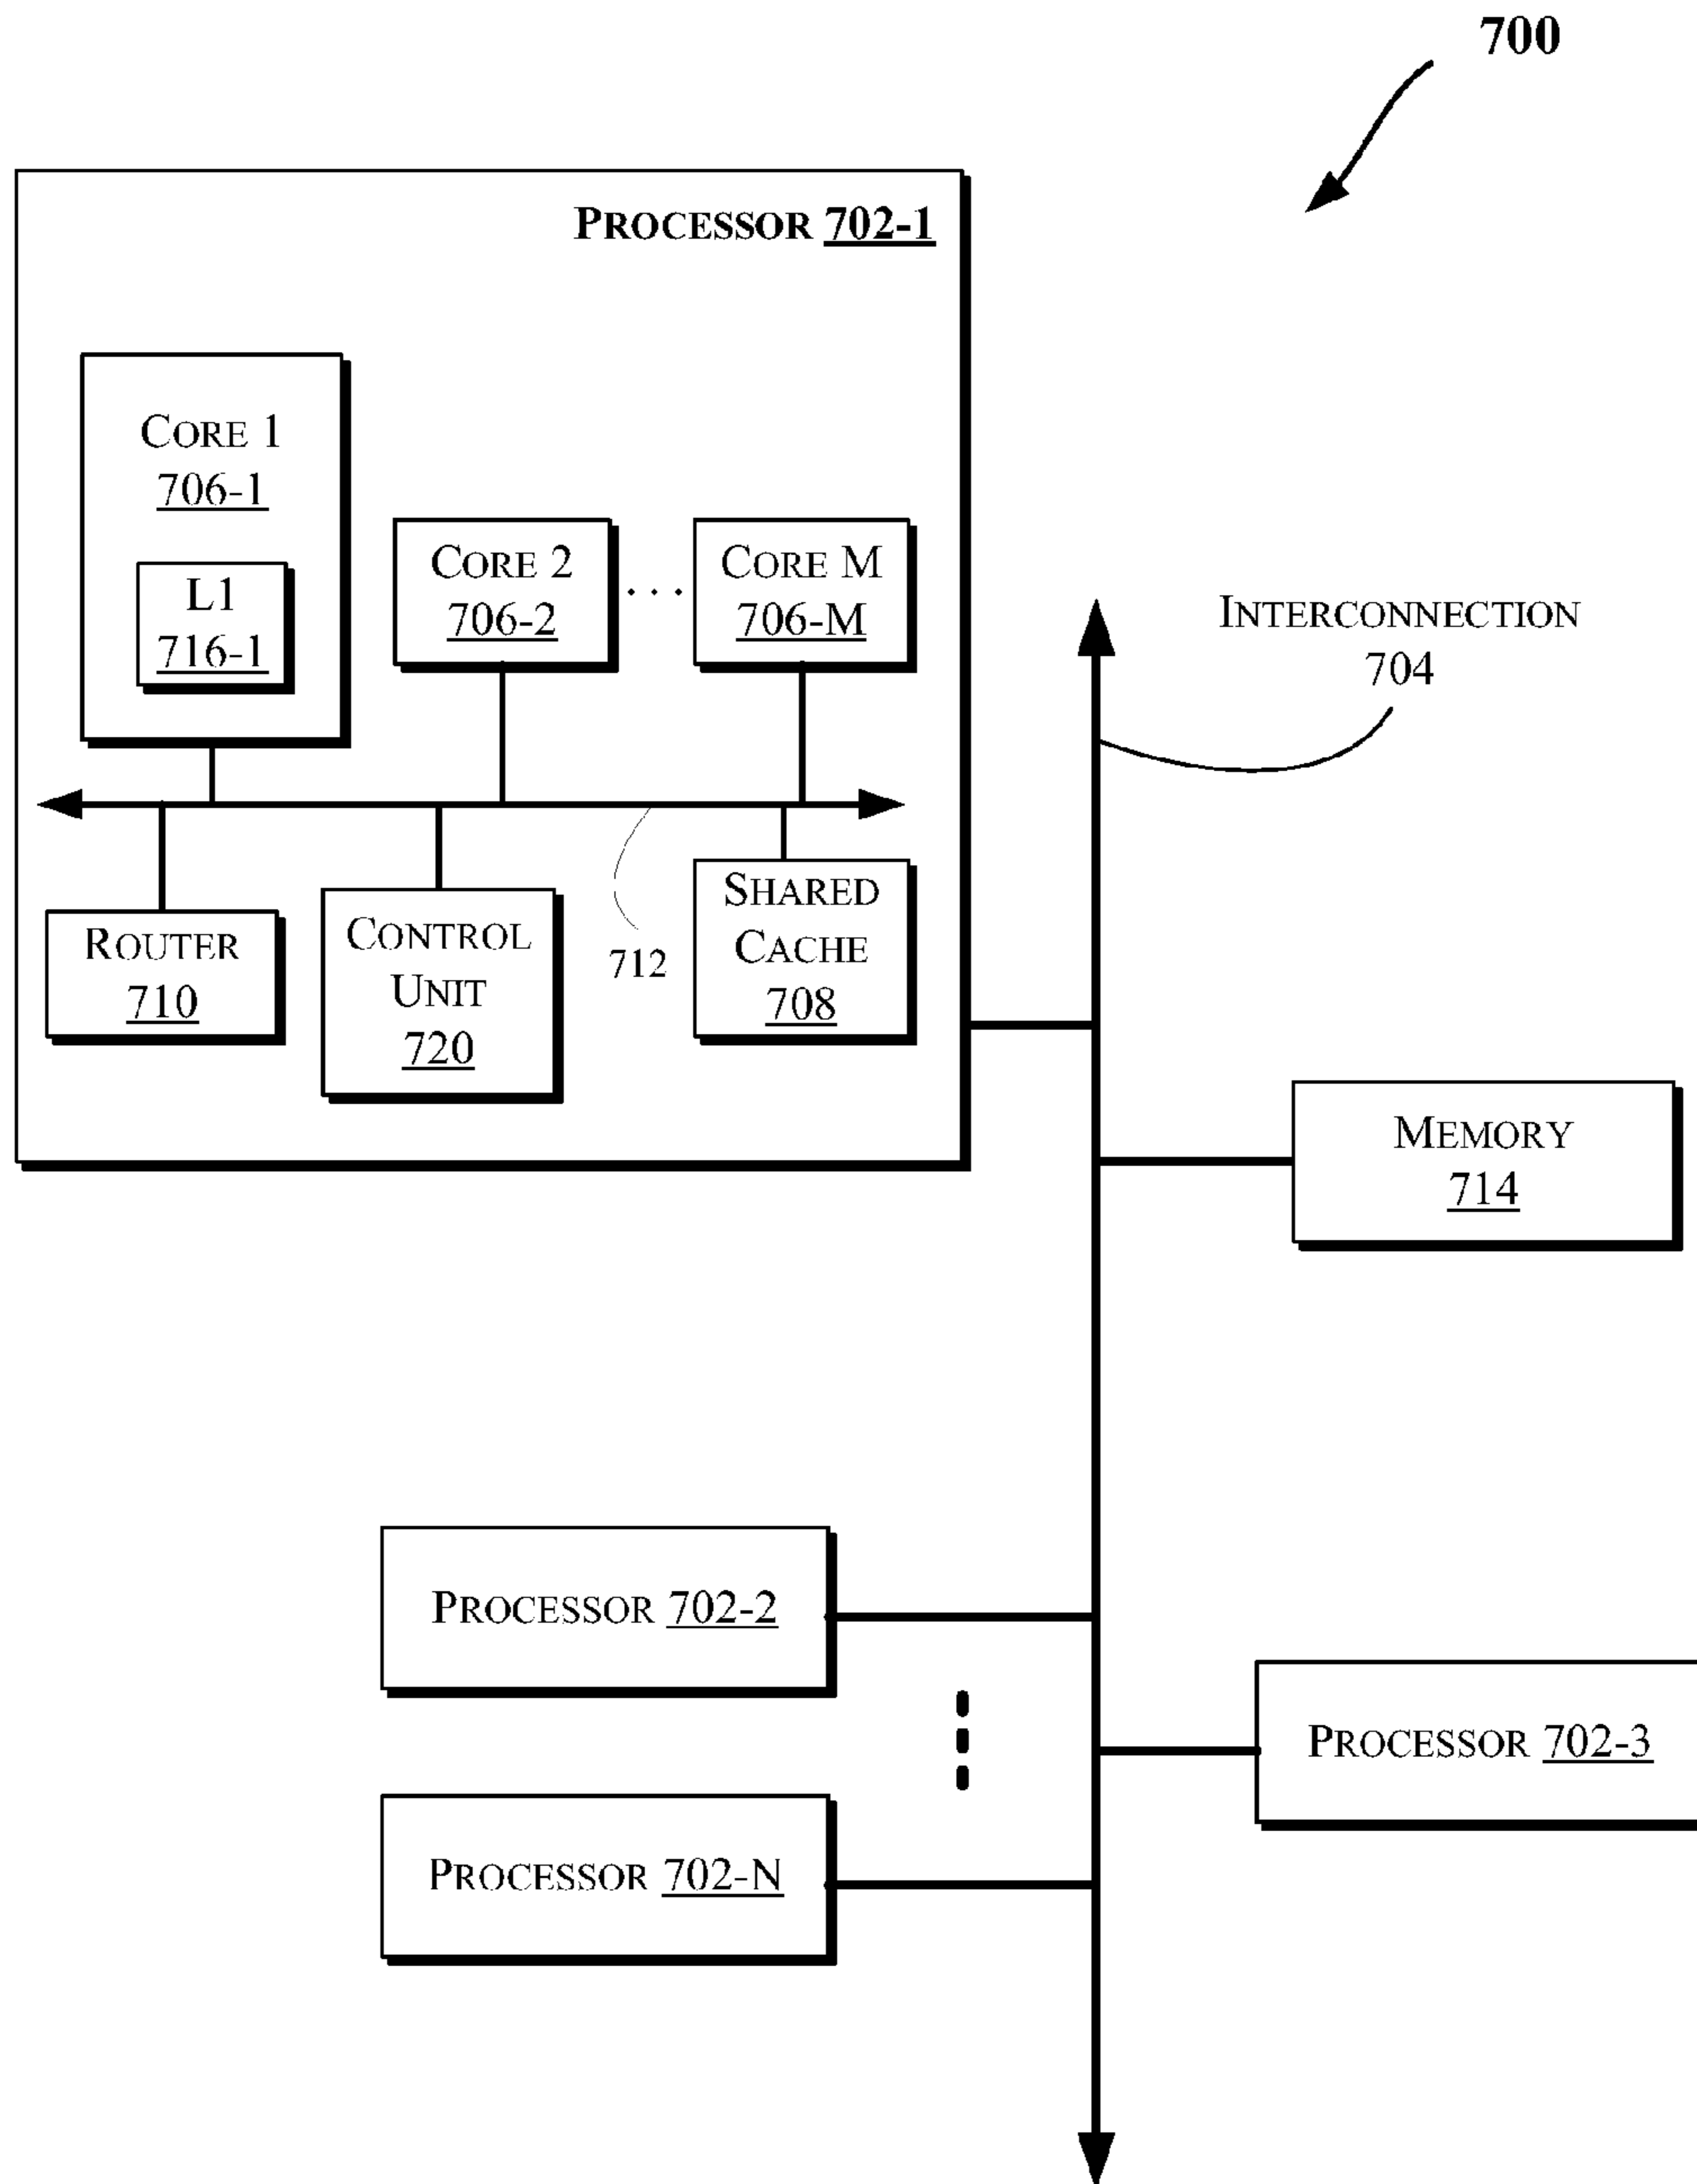 700
PROCESSOR 702-1
CORE 1
706-1
L1
716-1
CORE 2
706-2
. . .
CORE M
706-M
INTERCONNECTION
704
ROUTER
710
CONTROL
UNIT
720
712
SHARED
CACHE
708
MEMORY
714
PROCESSOR 702-2
PROCESSOR 702-3
PROCESSOR 702-N